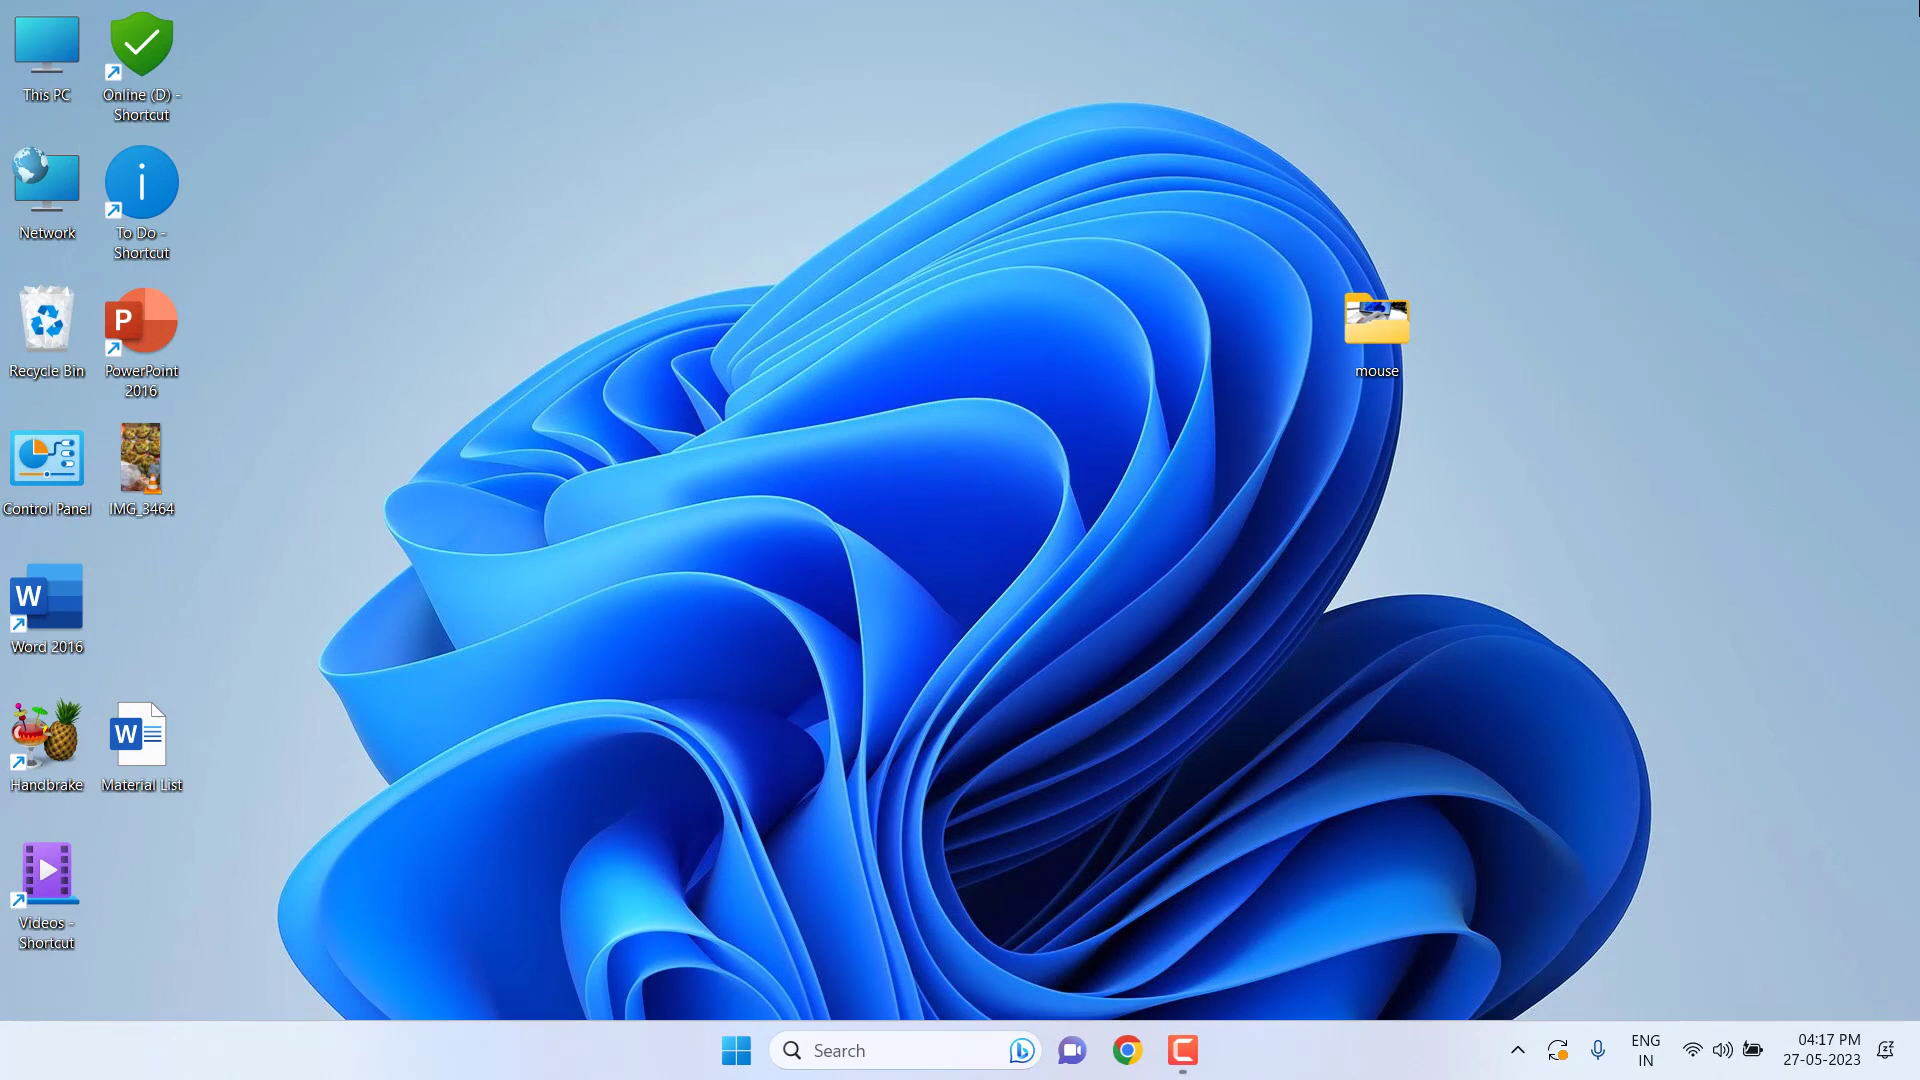 This PC
Online (D) -
Shortcut
Network
To Do -
Shortcut
Recycle Bin
PowerPoint
2016
mouse
Control Panel
IMG_3464
Word 2016
Handbrake
Material List
Videos -
Shortcut
Search
ENG
IN
04:17 PM
27-05-2023